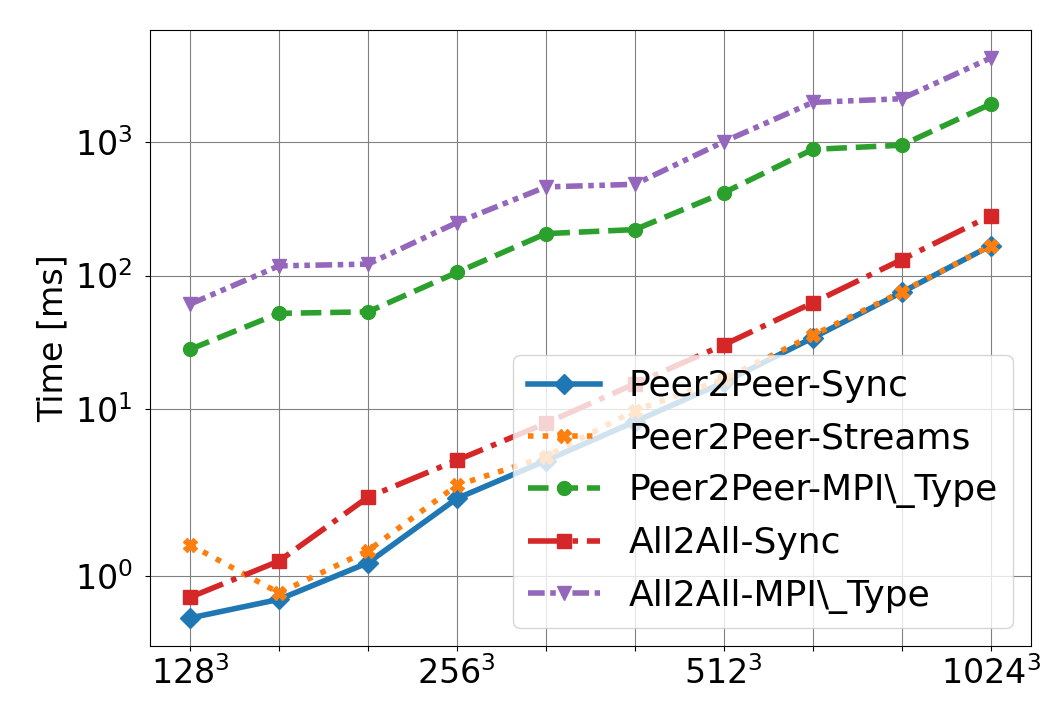 Time [ms]
10³
10²
10¹
10⁰
128³ 256³ 512³ 1024³
Peer2Peer-Sync
Peer2Peer-Streams
Peer2Peer-MPI\_Type
All2All-Sync
All2All-MPI\_Type